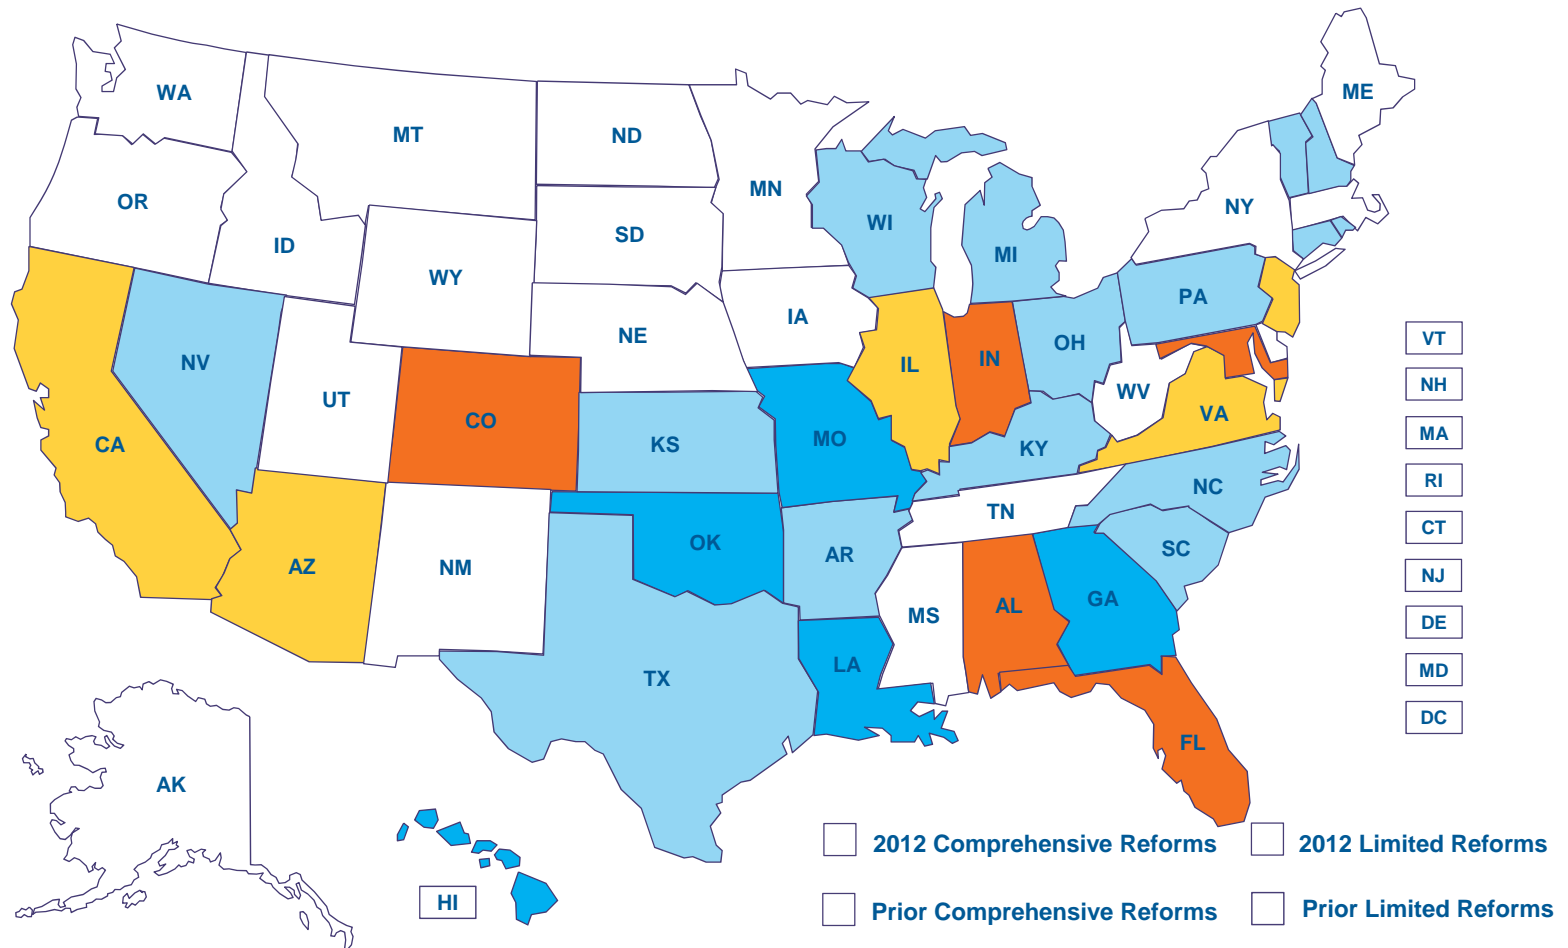 WA
MT
ND
MN
ME
OR
ID
SD
WI
NY
WY
MI
NE
IA
PA
NV
UT
CO
IL
IN
OH
VT
NH
CA
KS
MO
WV
VA
MA
KY
RI
NC
TN
CT
AZ
NM
OK
AR
SC
NJ
MS
AL
GA
DE
TX
LA
MD
DC
FL
AK
HI
2012 Comprehensive Reforms
2012 Limited Reforms
Prior Comprehensive Reforms
Prior Limited Reforms